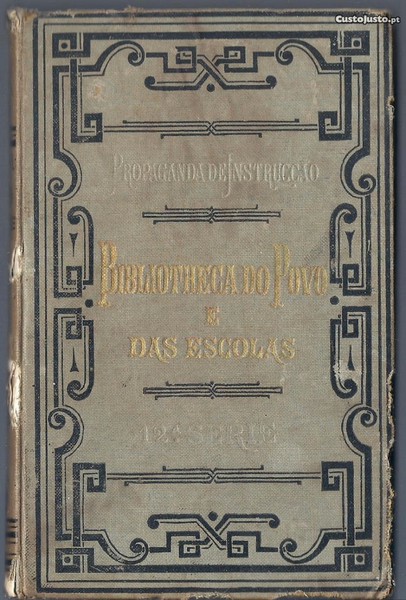 CustoJusto.pt
PROPAGANDA DE INSTRUCÇÃO
BIBLIOTHECA DO POVO
E
DAS ESCOLAS
12ª SERIE